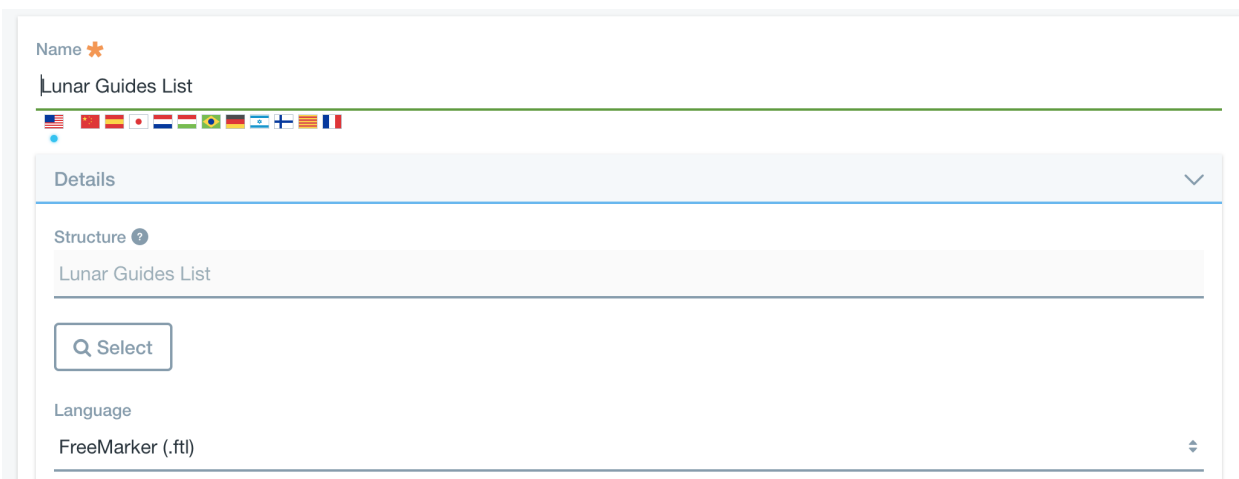 Name
Lunar Guides List
Details
Structure
Lunar Guides List
Select
Language
FreeMarker (.ftl)